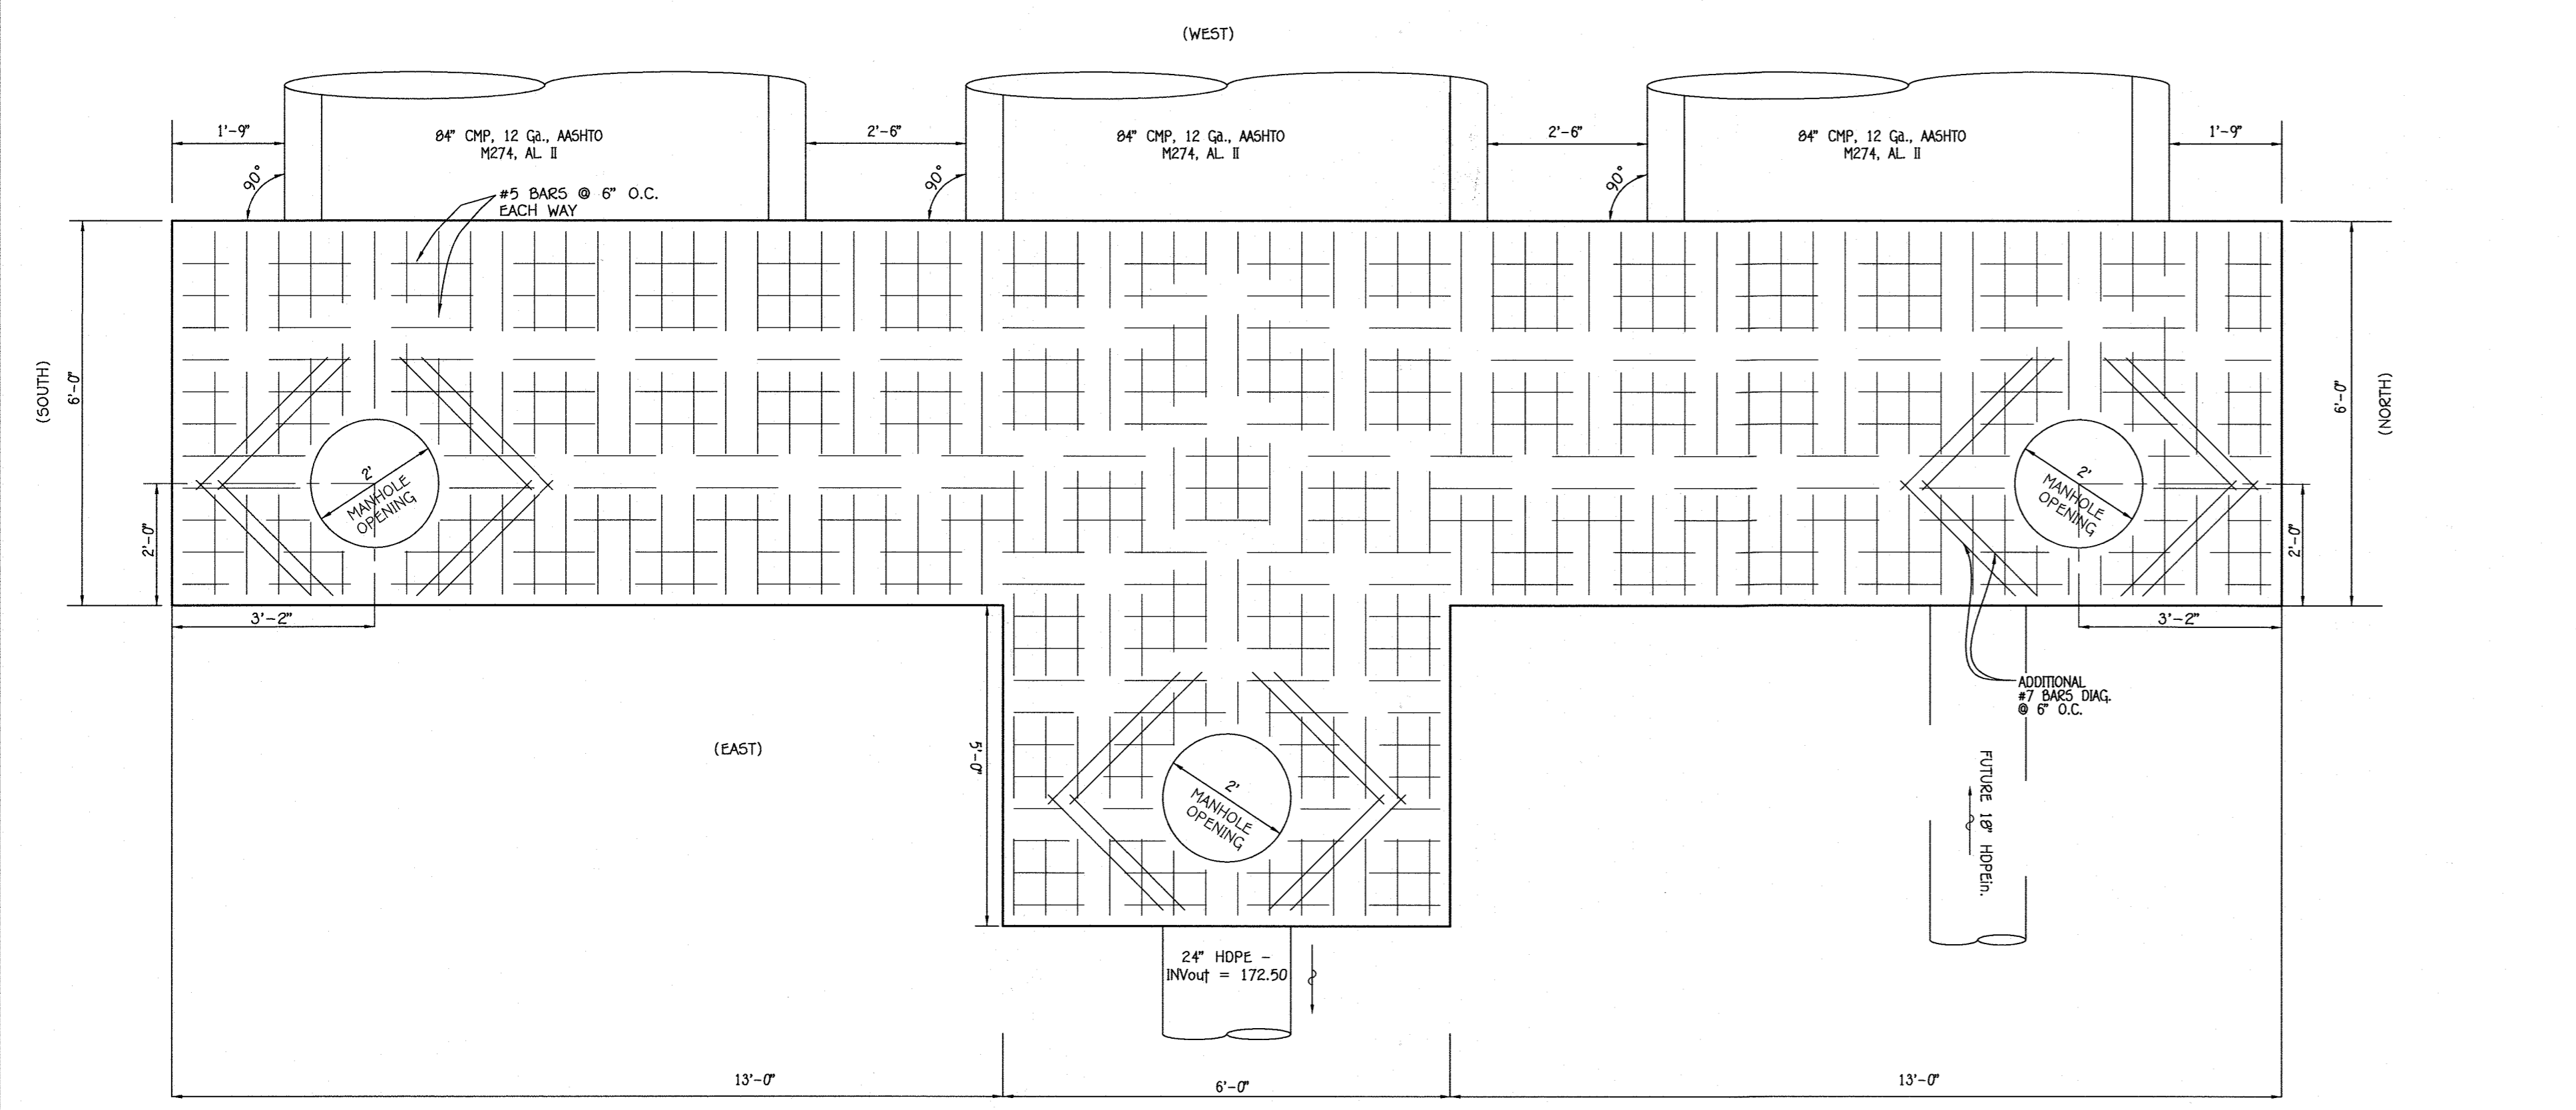 (WEST)
1'-9"
84" CMP, 12 Ga., AASHTO
M274, AL II
2'-6"
84" CMP, 12 Ga., AASHTO
M274, AL II
2'-6"
84" CMP, 12 Ga., AASHTO
M274, AL II
1'-9"
90°
90°
90°
#5 BARS @ 6" O.C.
EACH WAY
(SOUTH)
6'-0"
6'-0"
(NORTH)
2'
MANHOLE
OPENING
2'
MANHOLE
OPENING
2'-0"
2'-0"
3'-2"
3'-2"
ADDITIONAL
#7 BARS DIAG.
@ 6" O.C.
(EAST)
5'-0"
2'
MANHOLE
OPENING
FUTURE 18" HDPEin.
24" HDPE -
INVout = 172.50
13'-0"
6'-0"
13'-0"